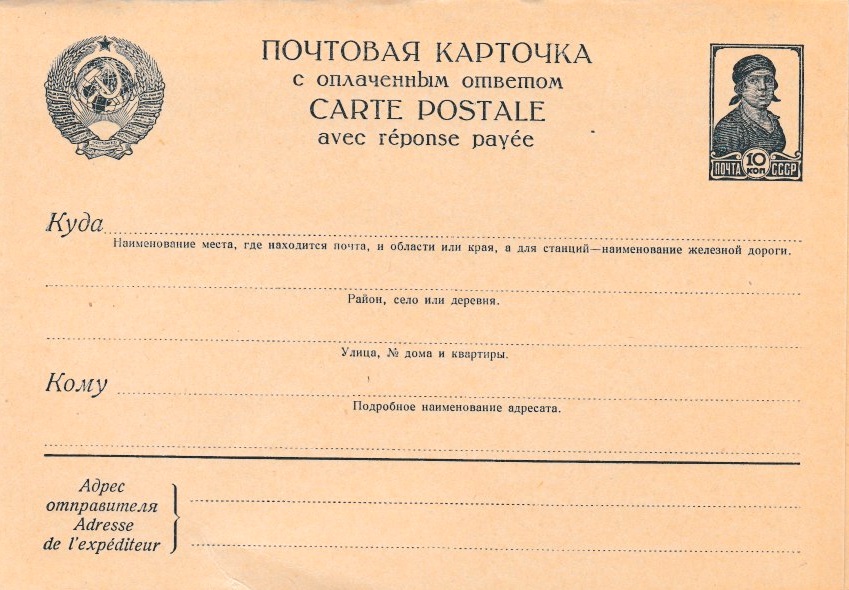 ПОЧТОВАЯ КАРТОЧКА
с оплаченным ответом
CARTE POSTALE
avec réponse payée
ПОЧТА 10 КОП СССР
Куда
Наименование места, где находится почта, и области или края, а для станций—наименование железной дороги.
Район, село или деревня.
Улица, № дома и квартиры.
Кому
Подробное наименование адресата.
Адрес
отправителя
Adresse
de l'expéditeur